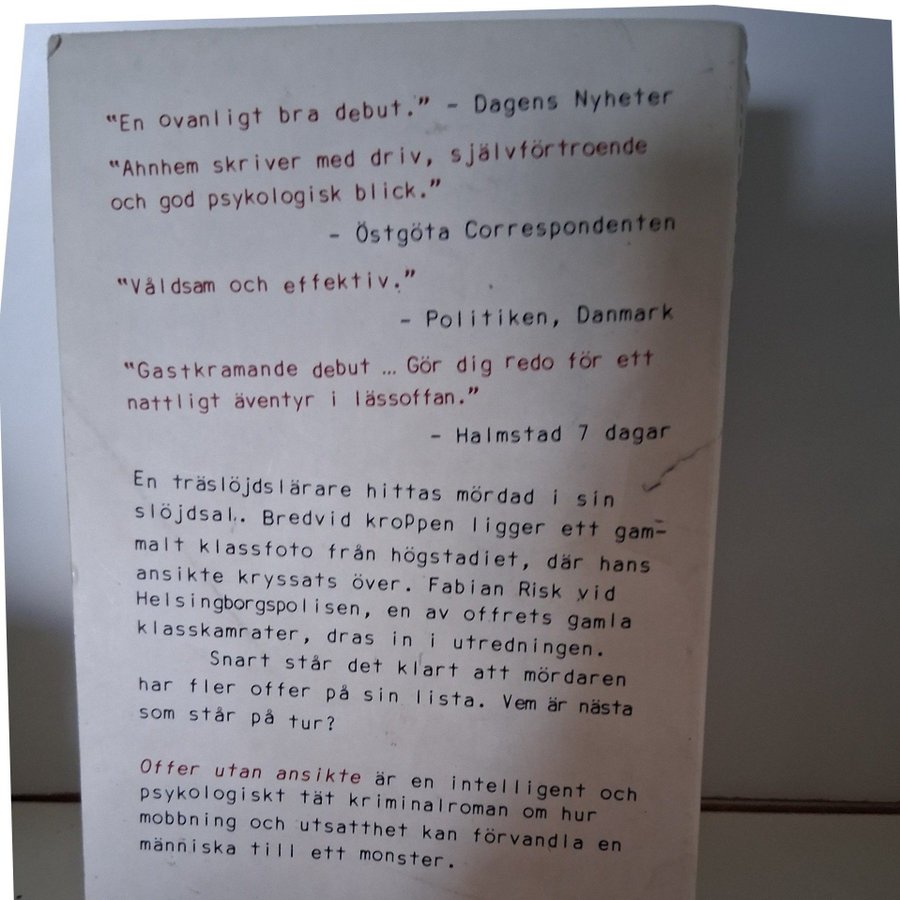 "En ovanligt bra debut." – Dagens Nyheter
"Ahnhem skriver med driv, självförtroende
och god psykologisk blick."
– Östgöta Correspondenten
"Våldsam och effektiv."
– Politiken, Danmark
"Gastkramande debut … Gör dig redo för ett
nattligt äventyr i lässoffan."
– Halmstad 7 dagar
En träslöjdslärare hittas mördad i sin
slöjdsal. Bredvid kroppen ligger ett gam-
malt klassfoto från högstadiet, där hans
ansikte kryssats över. Fabian Risk vid
Helsingborgspolisen, en av offrets gamla
klasskamrater, dras in i utredningen.
Snart står det klart att mördaren
har fler offer på sin lista. Vem är nästa
som står på tur?
Offer utan ansikte är en intelligent och
psykologiskt tät kriminalroman om hur
mobbning och utsatthet kan förvandla en
människa till ett monster.